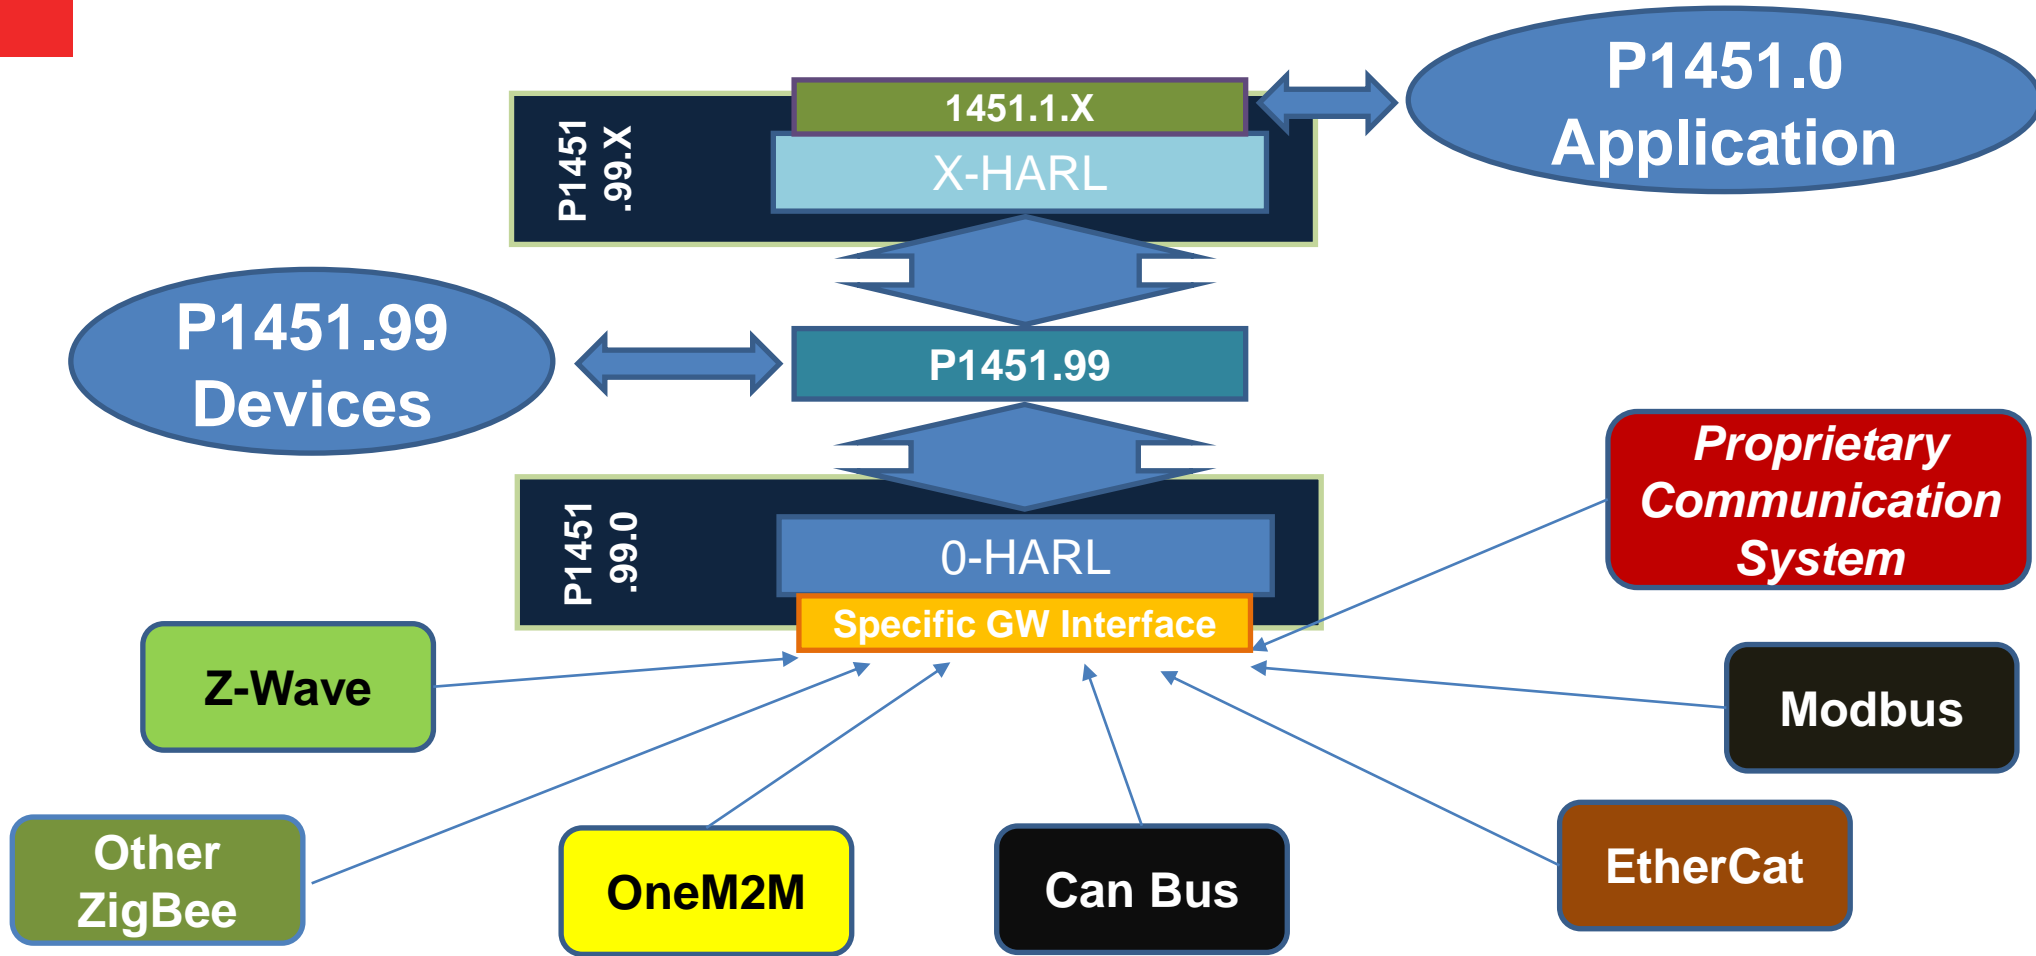 P1451.0
Application
1451.1.X
P1451
.99.X
X-HARL
P1451.99
Devices
P1451.99
P1451
.99.0
0-HARL
Specific GW Interface
Proprietary
Communication
System
Z-Wave
Modbus
Other
ZigBee
OneM2M
Can Bus
EtherCat